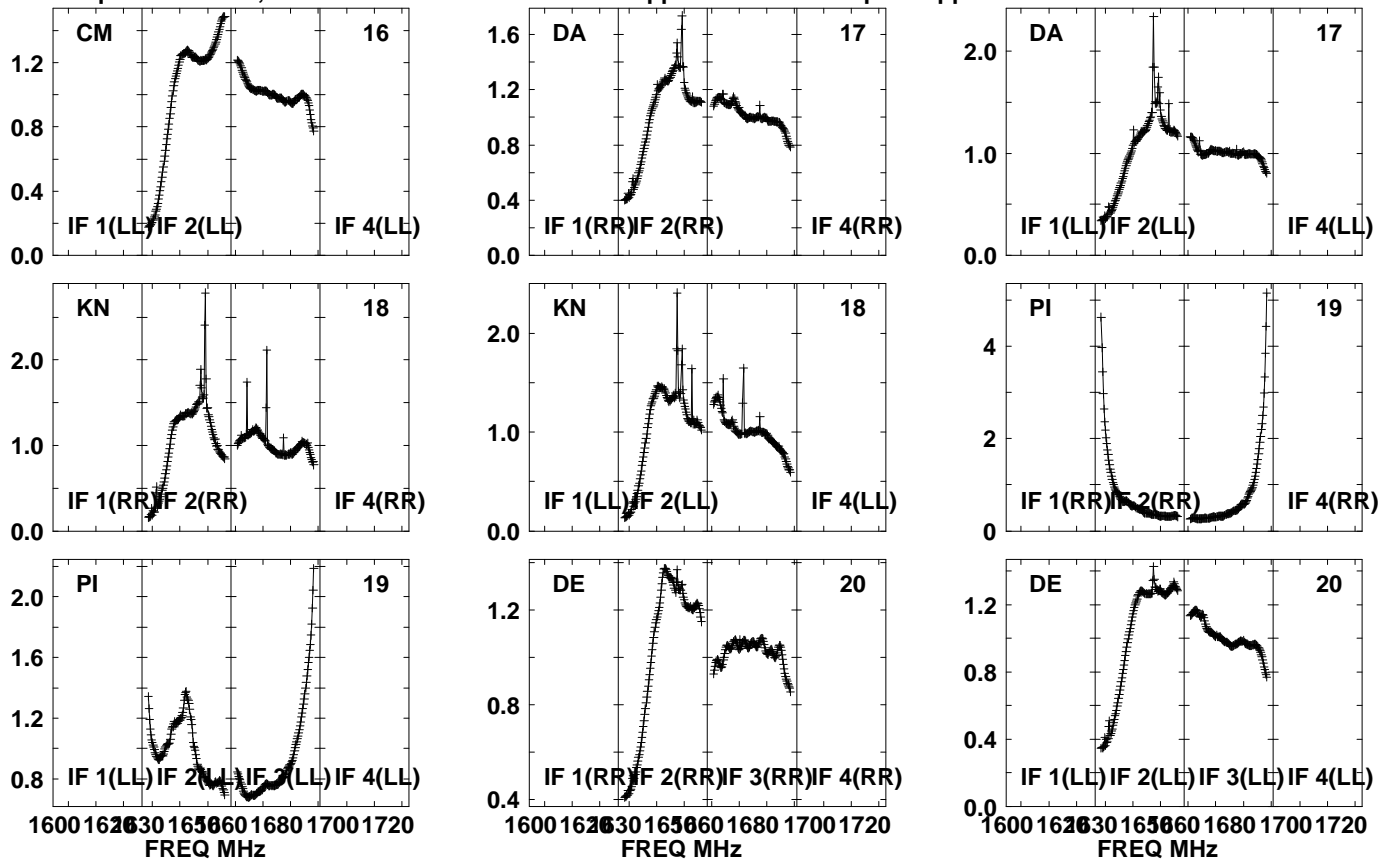 CM 16
1.2
0.8
0.4
0.0
IF 1(LL) IF 2(LL) IF 4(LL)
DA 17
1.6
1.2
0.8
0.4
0.0
IF 1(RR) IF 2(RR) IF 4(RR)
DA 17
2.0
1.0
0.0
IF 1(LL) IF 2(LL) IF 4(LL)
KN 18
2.0
1.0
0.0
IF 1(RR) IF 2(RR) IF 4(RR)
KN 18
2.0
1.0
0.0
IF 1(LL) IF 2(LL) IF 4(LL)
PI 19
4
2
0
IF 1(RR) IF 2(RR) IF 4(RR)
PI 19
2.0
1.6
1.2
0.8
IF 1(LL) IF 2(LL) IF 3(LL) IF 4(LL)
1600 1620 1630 1650 1660 1700 1720
FREQ MHz
DE 20
1.2
0.8
0.4
IF 1(RR) IF 2(RR) IF 3(RR) IF 4(RR)
1600 1620 1630 1650 1660 1700 1720
FREQ MHz
DE 20
1.2
0.8
0.4
0.0
IF 1(LL) IF 2(LL) IF 3(LL) IF 4(LL)
1600 1620 1630 1650 1660 1700 1720
FREQ MHz